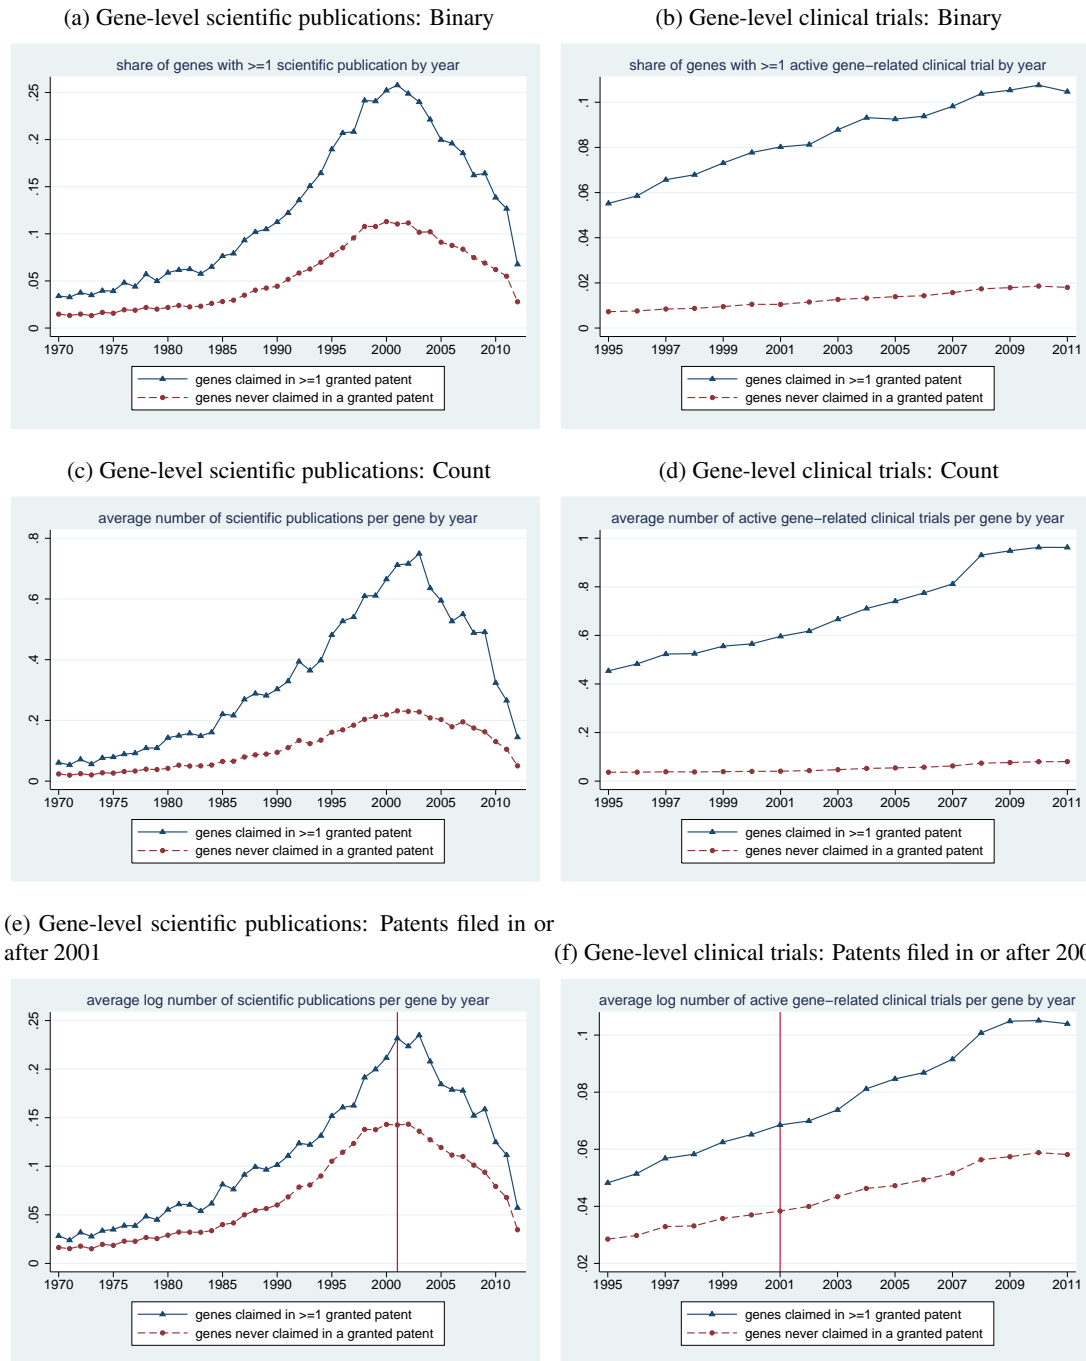 (a) Gene-level scientific publications: Binary
share of genes with >=1 scientific publication by year
.25
.2
.15
.1
.05
0
1970 1975 1980 1985 1990 1995 2000 2005 2010
genes claimed in >=1 granted patent
genes never claimed in a granted patent
(b) Gene-level clinical trials: Binary
share of genes with >=1 active gene−related clinical trial by year
.1
.08
.06
.04
.02
0
1995 1997 1999 2001 2003 2005 2007 2009 2011
genes claimed in >=1 granted patent
genes never claimed in a granted patent
(c) Gene-level scientific publications: Count
average number of scientific publications per gene by year
.8
.6
.4
.2
0
1970 1975 1980 1985 1990 1995 2000 2005 2010
genes claimed in >=1 granted patent
genes never claimed in a granted patent
(d) Gene-level clinical trials: Count
average number of active gene−related clinical trials per gene by year
1
.8
.6
.4
.2
0
1995 1997 1999 2001 2003 2005 2007 2009 2011
genes claimed in >=1 granted patent
genes never claimed in a granted patent
(e) Gene-level scientific publications: Patents filed in or
after 2001
average log number of scientific publications per gene by year
.25
.2
.15
.1
.05
0
1970 1975 1980 1985 1990 1995 2000 2005 2010
genes claimed in >=1 granted patent
genes never claimed in a granted patent
(f) Gene-level clinical trials: Patents filed in or after
average log number of active gene−related clinical trials per gene by year
.1
.08
.06
.04
.02
1995 1997 1999 2001 2003 2005 2007 2009 2011
genes claimed in >=1 granted patent
genes never claimed in a granted patent